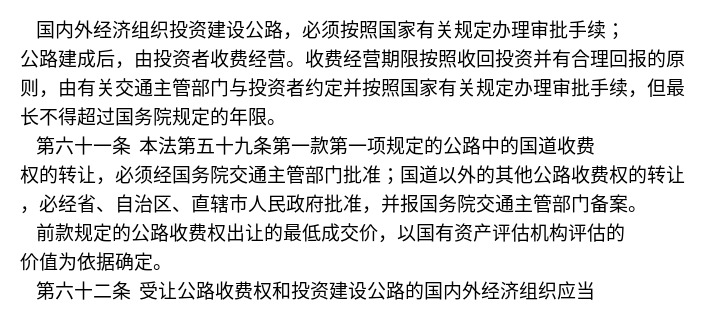 国内外经济组织投资建设公路，必须按照国家有关规定办理审批手续；
公路建成后，由投资者收费经营。收费经营期限按照收回投资并有合理回报的原
则，由有关交通主管部门与投资者约定并按照国家有关规定办理审批手续，但最
长不得超过国务院规定的年限。
第六十一条 本法第五十九条第一款第一项规定的公路中的国道收费
权的转让，必须经国务院交通主管部门批准；国道以外的其他公路收费权的转让
，必经省、自治区、直辖市人民政府批准，并报国务院交通主管部门备案。
前款规定的公路收费权出让的最低成交价，以国有资产评估机构评估的
价值为依据确定。
第六十二条 受让公路收费权和投资建设公路的国内外经济组织应当